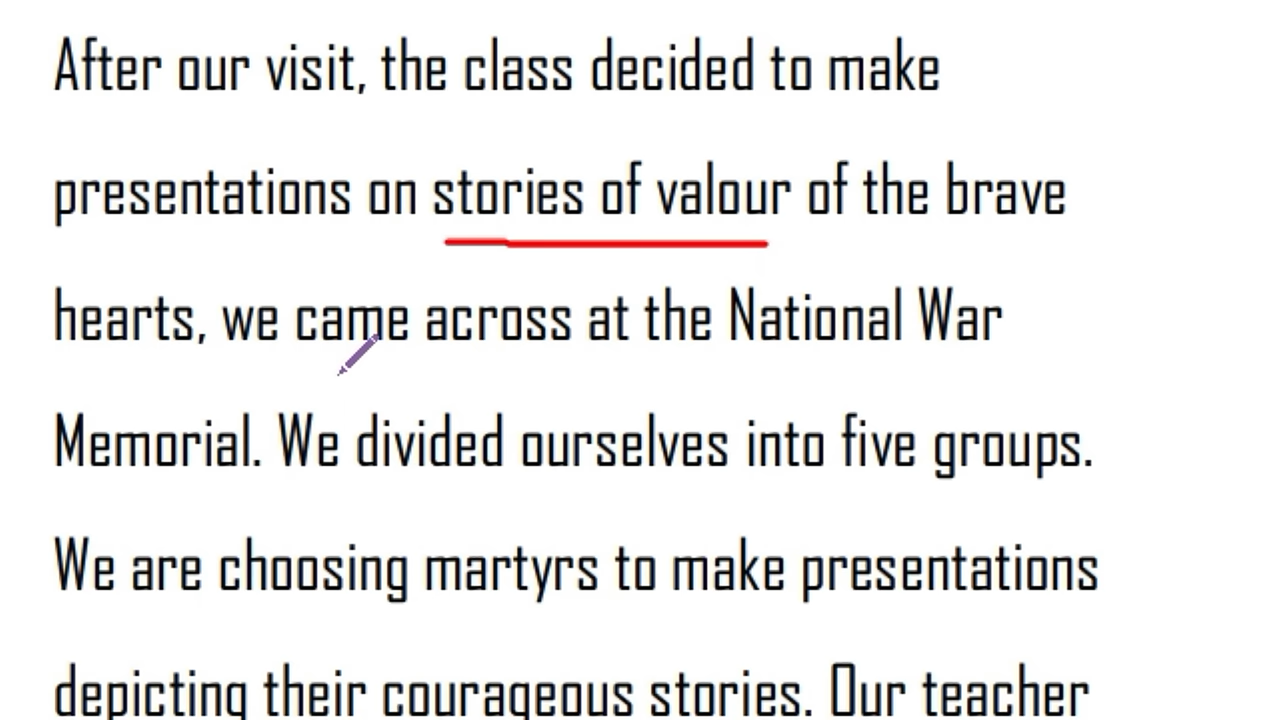 After our visit, the class decided to make
presentations on stories of valour of the brave
hearts, we came across at the National War
Memorial. We divided ourselves into five groups.
We are choosing martyrs to make presentations
depicting their courageous stories. Our teacher